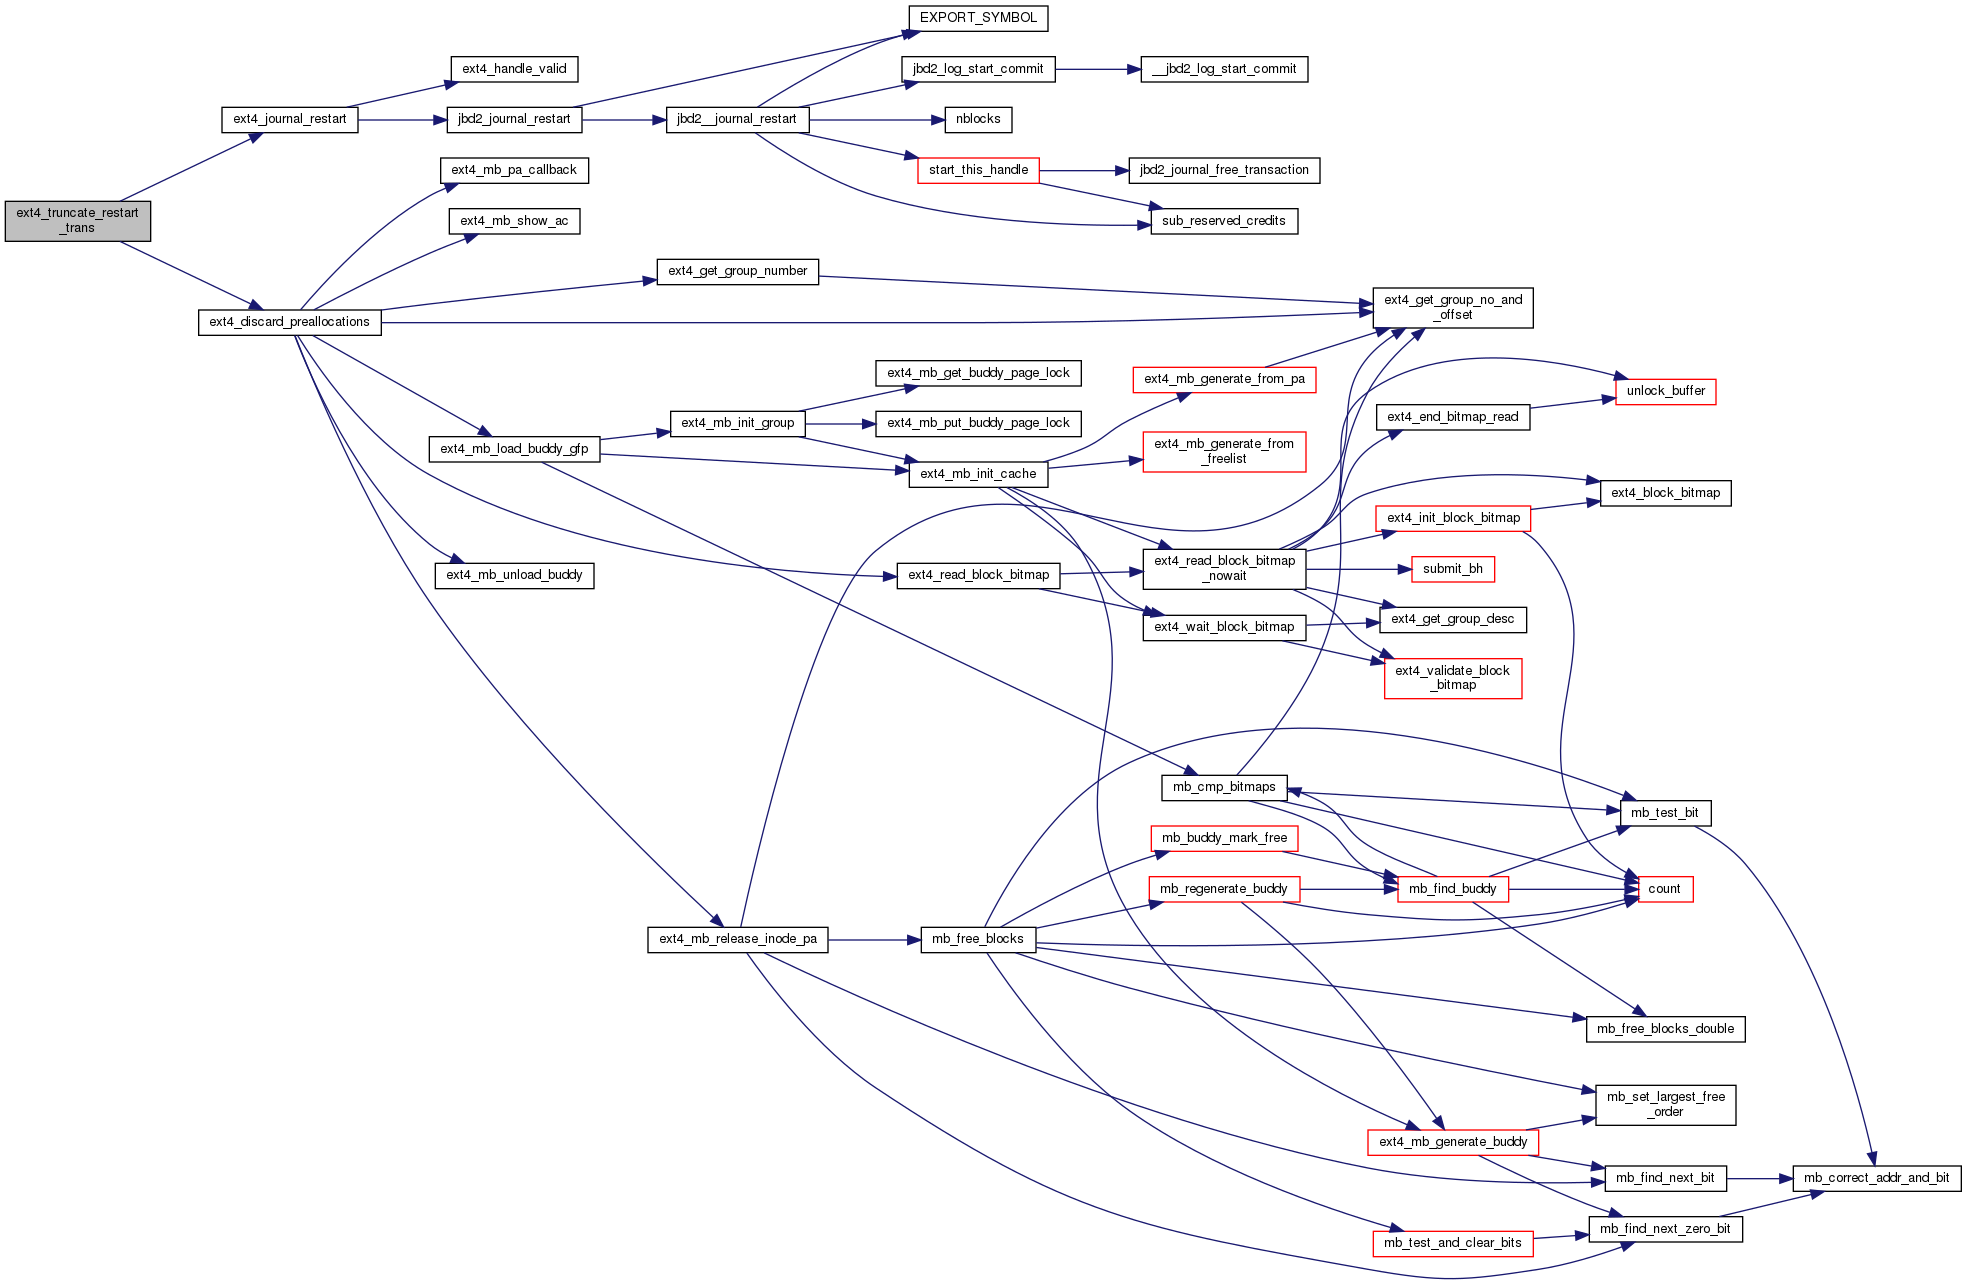 EXPORT_SYMBOL
ext4_handle_valid
jbd2_log_start_commit
__jbd2_log_start_commit
ext4_journal_restart
jbd2_journal_restart
jbd2__journal_restart
nblocks
ext4_mb_pa_callback
start_this_handle
jbd2_journal_free_transaction
ext4_truncate_restart
_trans
ext4_mb_show_ac
sub_reserved_credits
ext4_get_group_number
ext4_get_group_no_and
_offset
ext4_discard_preallocations
ext4_mb_get_buddy_page_lock
ext4_mb_generate_from_pa
unlock_buffer
ext4_mb_init_group
ext4_mb_put_buddy_page_lock
ext4_end_bitmap_read
ext4_mb_load_buddy_gfp
ext4_mb_generate_from
_freelist
ext4_mb_init_cache
ext4_block_bitmap
ext4_init_block_bitmap
ext4_read_block_bitmap
_nowait
submit_bh
ext4_mb_unload_buddy
ext4_read_block_bitmap
ext4_get_group_desc
ext4_wait_block_bitmap
ext4_validate_block
_bitmap
mb_cmp_bitmaps
mb_test_bit
mb_buddy_mark_free
mb_regenerate_buddy
mb_find_buddy
count
ext4_mb_release_inode_pa
mb_free_blocks
mb_free_blocks_double
mb_set_largest_free
_order
ext4_mb_generate_buddy
mb_find_next_bit
mb_correct_addr_and_bit
mb_find_next_zero_bit
mb_test_and_clear_bits